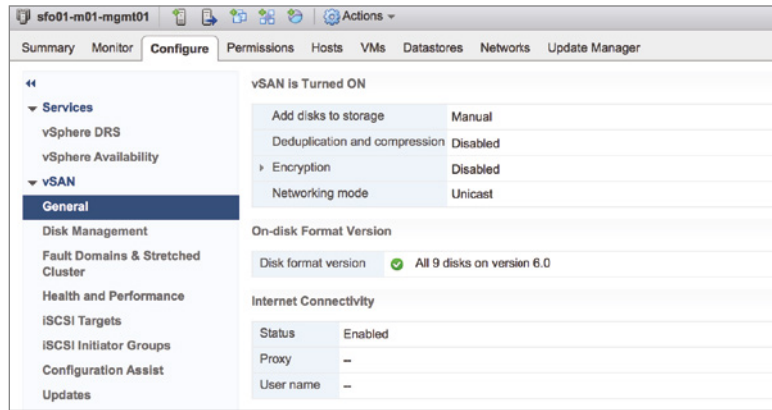 sfo01-m01-mgmt01 Actions
Summary Monitor Configure Permissions Hosts VMs Datastores Networks Update Manager
Services
vSphere DRS
vSphere Availability
vSAN
General
Disk Management
Fault Domains & Stretched
Cluster
Health and Performance
iSCSI Targets
iSCSI Initiator Groups
Configuration Assist
Updates
vSAN is Turned ON
Add disks to storage Manual
Deduplication and compression Disabled
Encryption Disabled
Networking mode Unicast
On-disk Format Version
Disk format version All 9 disks on version 6.0
Internet Connectivity
Status Enabled
Proxy --
User name --